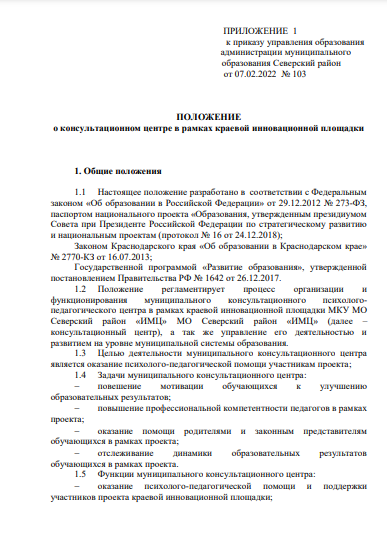 ПРИЛОЖЕНИЕ 1
к приказу управления образования
администрации муниципального
образования Северский район
от 07.02.2022 № 103
ПОЛОЖЕНИЕ
о консультационном центре в рамках краевой инновационной площадки
1. Общие положения
1.1 Настоящее положение разработано в соответствии с Федеральным
законом «Об образовании в Российской Федерации» от 29.12.2012 № 273-ФЗ,
паспортом национального проекта «Образования, утвержденным президиумом
Совета при Президенте Российской Федерации по стратегическому развитию
и национальным проектам (протокол № 16 от 24.12.2018);
Законом Краснодарского края «Об образовании в Краснодарском крае»
№ 2770-КЗ от 16.07.2013;
Государственной программой «Развитие образования», утвержденной
постановлением Правительства РФ № 1642 от 26.12.2017.
1.2 Положение регламентирует процесс организации и
функционирования муниципального консультационного психолого-
педагогического центра в рамках краевой инновационной площадки МКУ МО
Северский район «ИМЦ» МО Северский район «ИМЦ» (далее –
консультационный центр), а так же управление его деятельностью и
развитием на уровне муниципальной системы образования.
1.3 Целью деятельности муниципального консультационного центра
является оказание психолого-педагогической помощи участникам проекта;
1.4 Задачи муниципального консультационного центра:
– повешение мотивации обучающихся к улучшению
образовательных результатов;
– повышение профессиональной компетентности педагогов в рамках
проекта;
– оказание помощи родителями и законным представителям
обучающихся в рамках проекта;
– отслеживание динамики образовательных результатов
обучающихся в рамках проекта.
1.5 Функции муниципального консультационного центра:
– оказание психолого-педагогической помощи и поддержки
участников проекта краевой инновационной площадки;